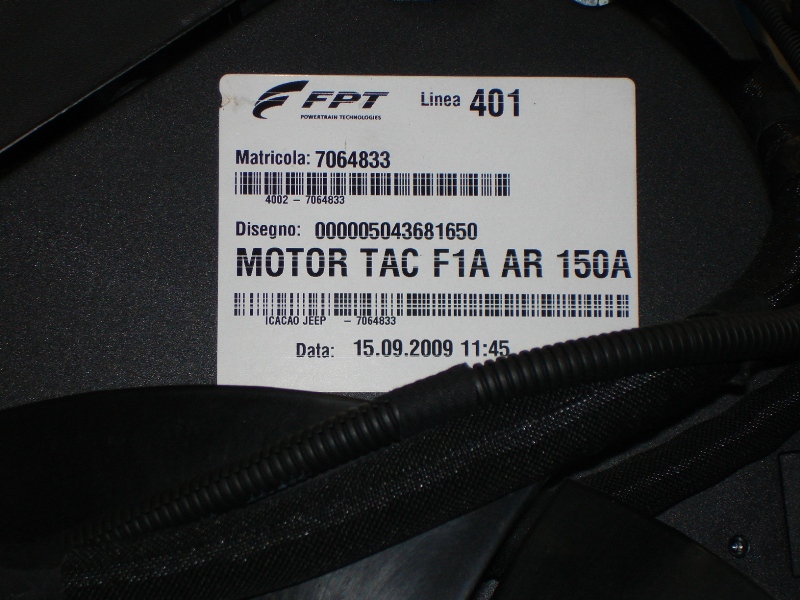 FPT
POWERTRAIN TECHNOLOGIES
Linea 401
Matricola: 7064833
4002 - 7064833
Disegno: 000005043681650
MOTOR TAC F1A AR 150A
ICACAO JEEP - 7064833
Data: 15.09.2009 11:45